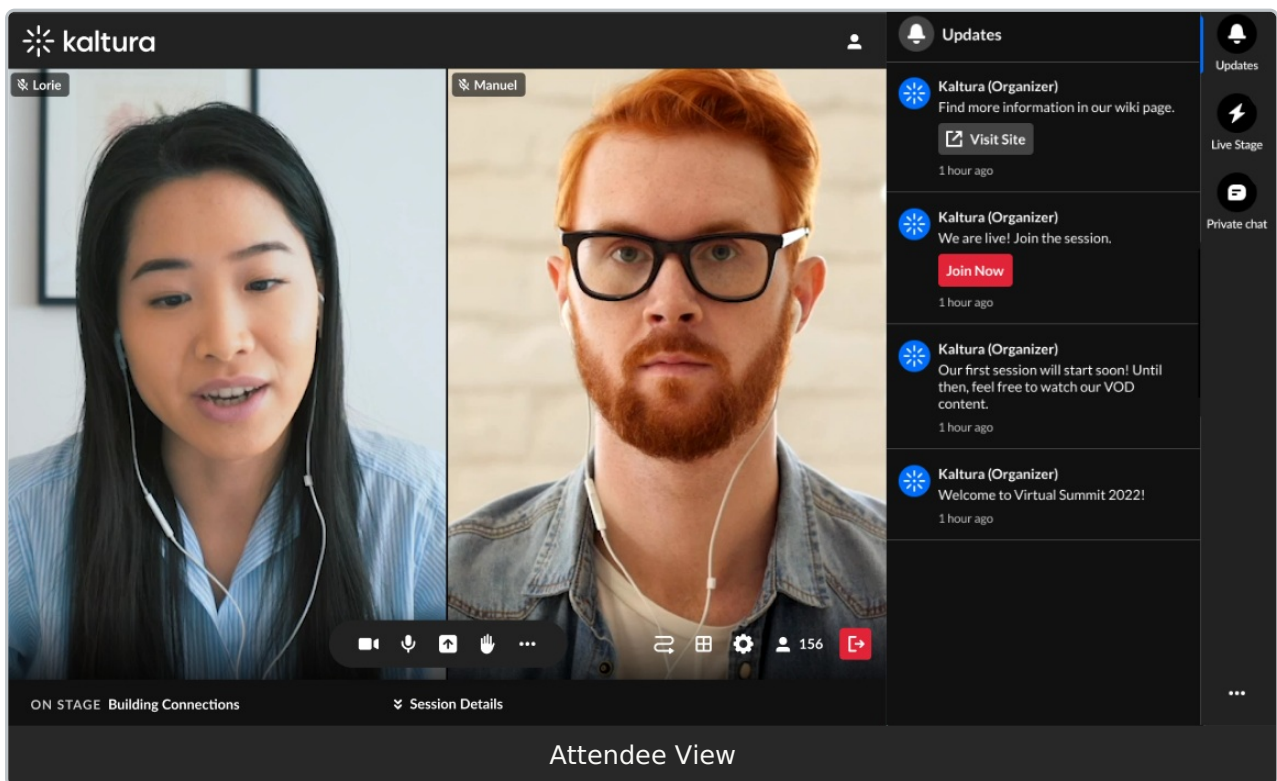 kaltura
Lorie
Manuel
156
ON STAGE Building Connections
Session Details
Updates
Kaltura (Organizer)
Find more information in our wiki page.
Visit Site
1 hour ago
Kaltura (Organizer)
We are live! Join the session.
Join Now
1 hour ago
Kaltura (Organizer)
Our first session will start soon! Until
then, feel free to watch our VOD
content.
1 hour ago
Kaltura (Organizer)
Welcome to Virtual Summit 2022!
1 hour ago
Updates
Live Stage
Private chat
Attendee View